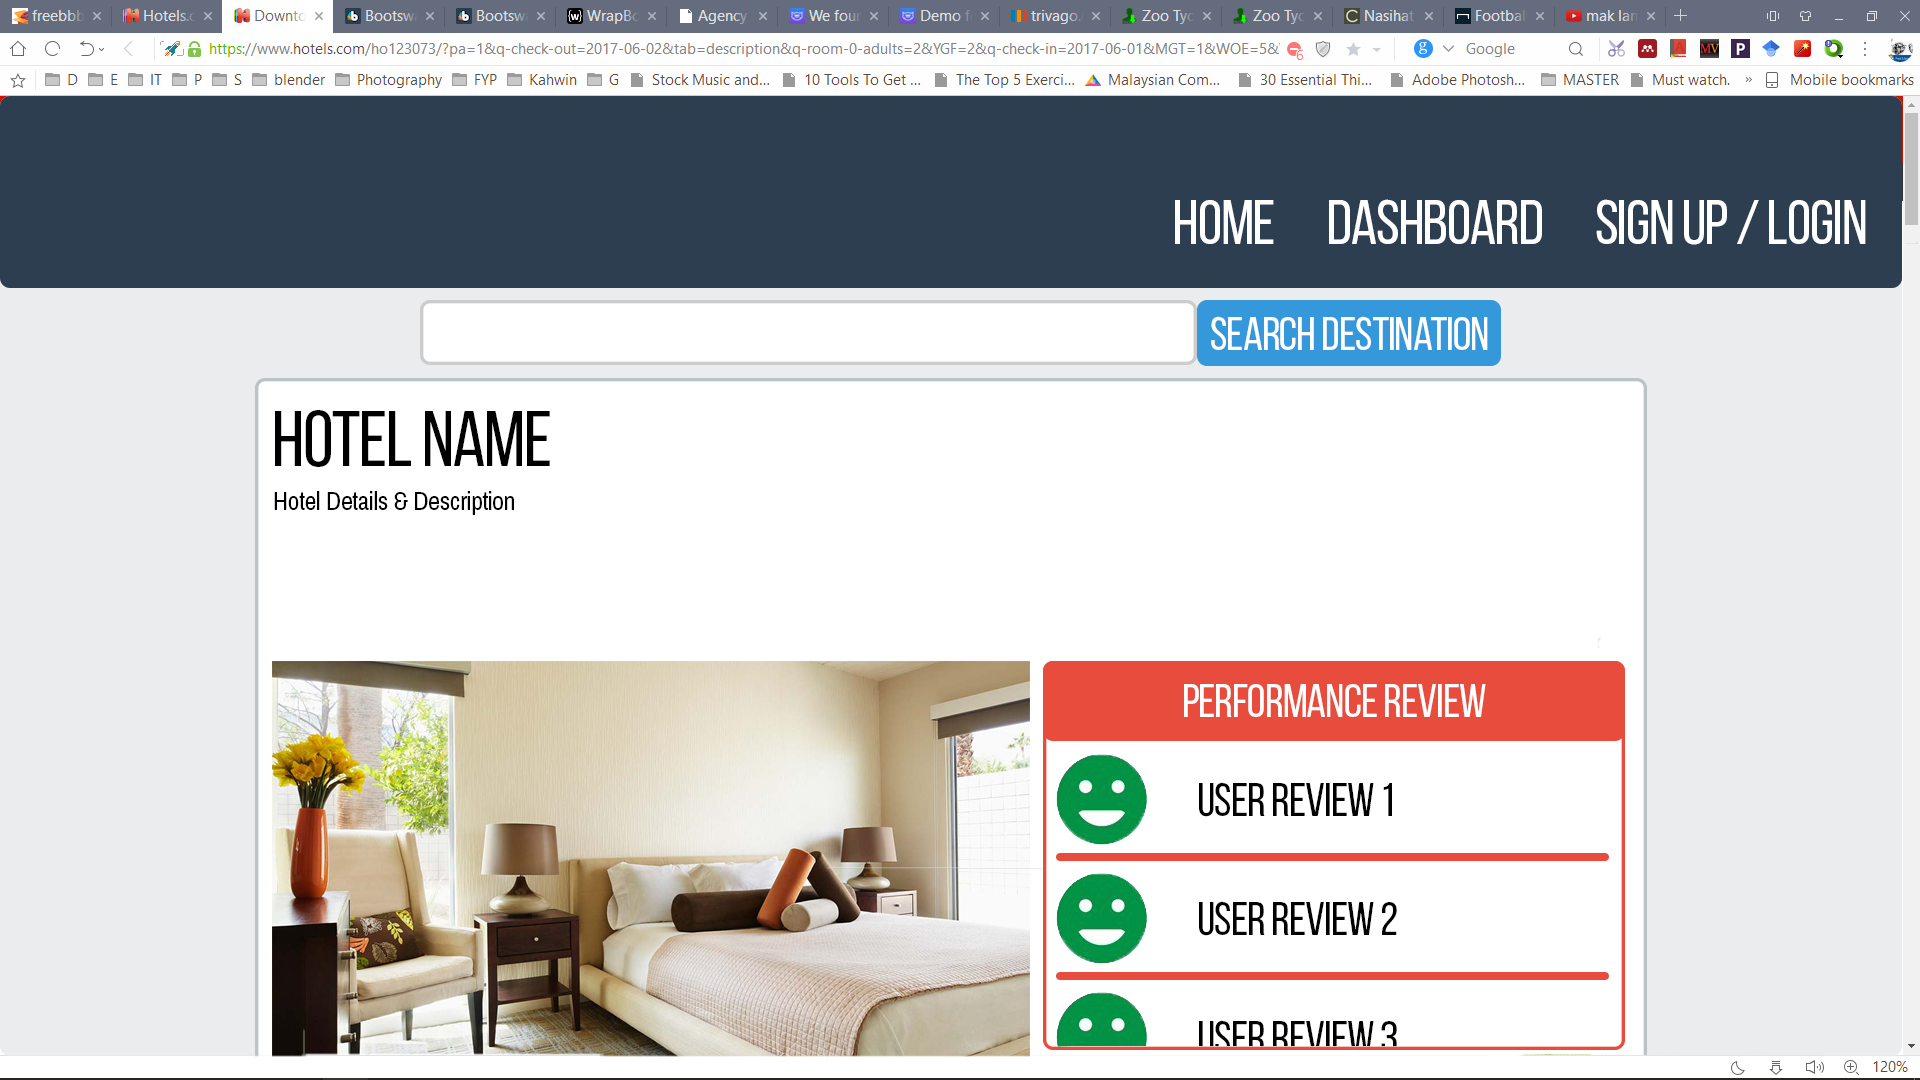 freebbb Hotels.c Downto Bootsw Bootsw WrapBo Agency We foun Demo f trivago. Zoo Tyc Zoo Tyc Nasihat Footbal mak lan
https://www.hotels.com/ho123073/?pa=1&q-check-out=2017-06-02&tab=description&q-room-0-adults=2&YGF=2&q-check-in=2017-06-01&MGT=1&WOE=5& Google
D E IT P S blender Photography FYP Kahwin G Stock Music and... 10 Tools To Get ... The Top 5 Exerci... Malaysian Com... 30 Essential Thi... Adobe Photosh... MASTER Must watch. » Mobile bookmarks
HOME DASHBOARD SIGN UP / LOGIN
SEARCH DESTINATION
HOTEL NAME
Hotel Details & Description
PERFORMANCE REVIEW
USER REVIEW 1
USER REVIEW 2
USER REVIEW 3
120%